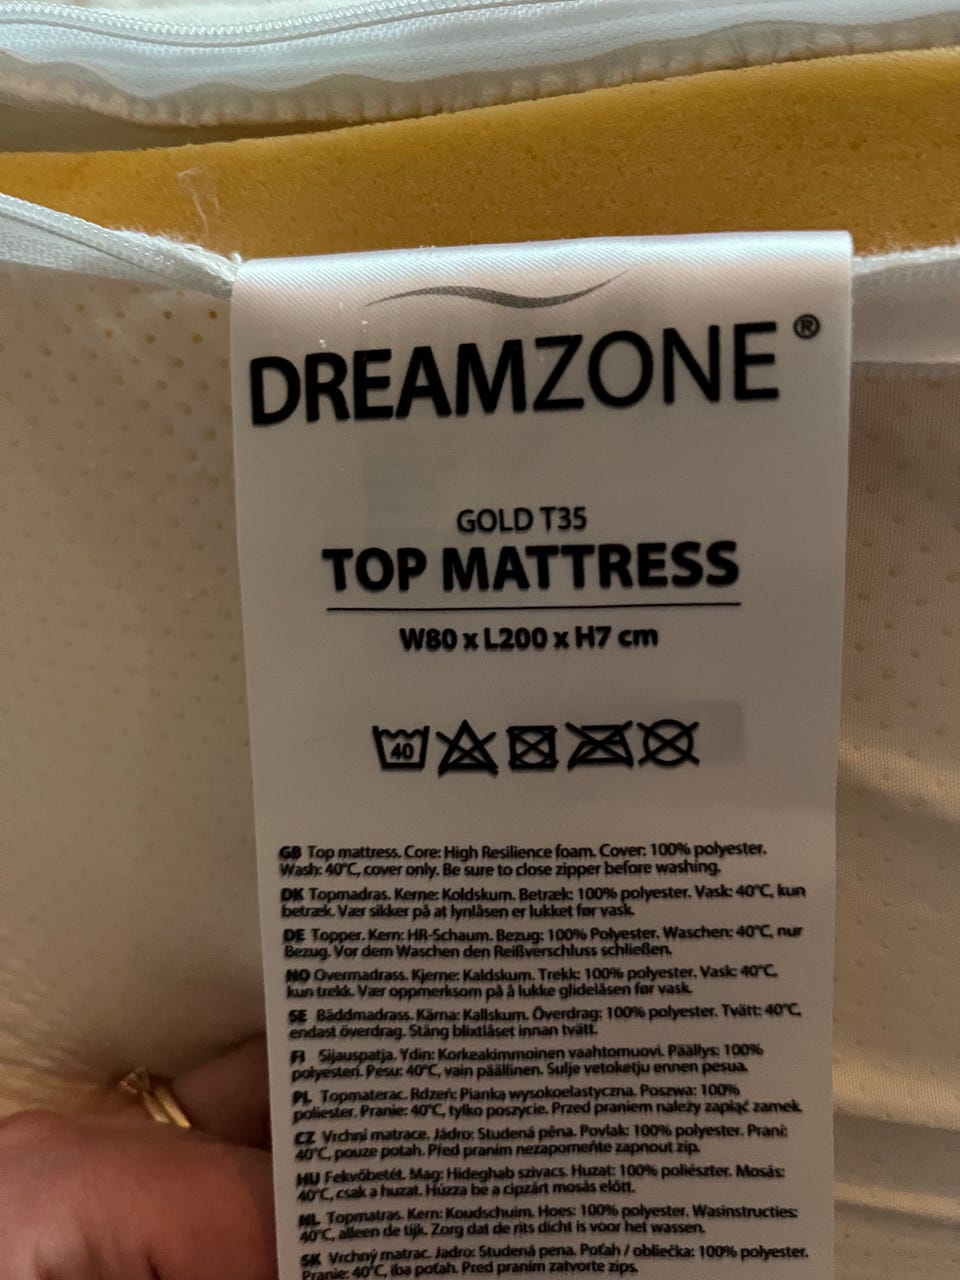 DREAMZONE®
GOLD T35
TOP MATTRESS
W80 x L200 x H7 cm
40
GB Top mattress. Core: High Resilience foam. Cover: 100% polyester.
Wash: 40°C, cover only. Be sure to close zipper before washing.
DK Topmadras. Kerne: Koldskum. Betræk: 100% polyester. Vask: 40°C, kun
betræk. Vær sikker på at lynlåsen er lukket før vask.
DE Topper. Kern: HR-Schaum. Bezug: 100% Polyester. Waschen: 40°C, nur
Bezug. Vor dem Waschen den Reißverschluss schließen.
NO Overmadrass. Kjerne: Kaldskum. Trekk: 100% polyester. Vask: 40°C,
kun trekk. Vær oppmerksom på å lukke glidelåsen før vask.
SE Bäddmadrass. Kärna: Kallskum. Överdrag: 100% polyester. Tvätt: 40°C,
endast överdrag. Stäng blixtlåset innan tvätt.
FI Sijauspatja. Ydin: Korkeakimmoinen vaahtomuovi. Päällys: 100%
polyesteri. Pesu: 40°C, vain päällinen. Sulje vetoketju ennen pesua.
PL Topmaterac. Rdzeń: Pianka wysokoelastyczna. Poszwa: 100%
poliester. Pranie: 40°C, tylko poszycie. Przed praniem należy zapiąć zamek.
CZ Vrchní matrace. Jádro: Studená pěna. Povlak: 100% polyester. Praní:
40°C, pouze potah. Před praním nezapomeňte zapnout zip.
HU Fekvőbetét. Mag: Hideghab szivacs. Huzat: 100% poliészter. Mosás:
40°C, csak a huzat. Húzza be a cipzárt mosás előtt.
NL Topmatras. Kern: Koudschuim. Hoes: 100% polyester. Wasinstructies:
40°C, alleen de tijk. Zorg dat de rits dicht is voor het wassen.
SK Vrchný matrac. Jadro: Studená pena. Poťah / obliečka: 100% polyester.
Pranie: 40°C, iba poťah. Pred praním zatvorte zips.